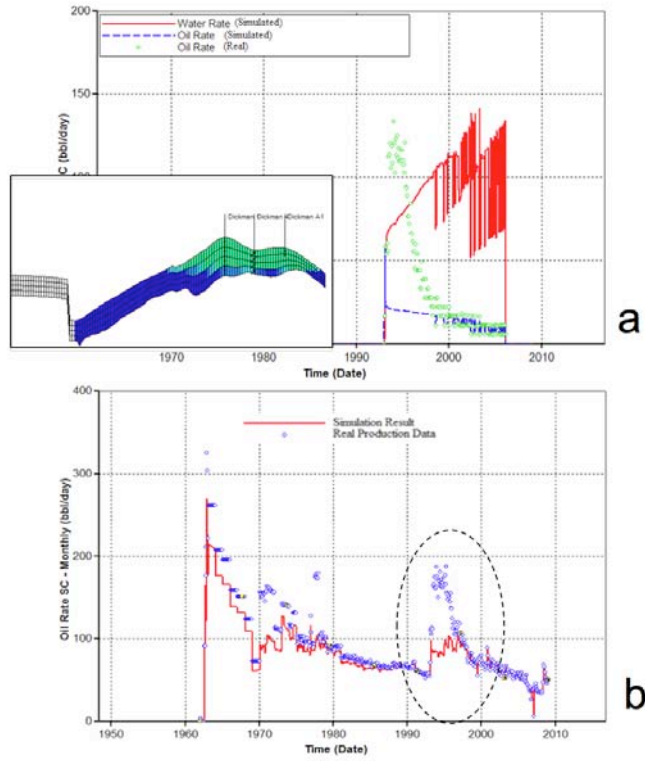 200
Water Rate (Simulated)
Oil Rate (Simulated)
Oil Rate (Real)
150
C (bbl/day)
100
Dickman Dickman Dickman A1
1970 1980 1990 2000 2010
Time (Date)
a
400
Simulation Result
Real Production Data
300
Oil Rate SC - Monthly (bbl/day)
200
100
0
1950 1960 1970 1980 1990 2000 2010
Time (Date)
b